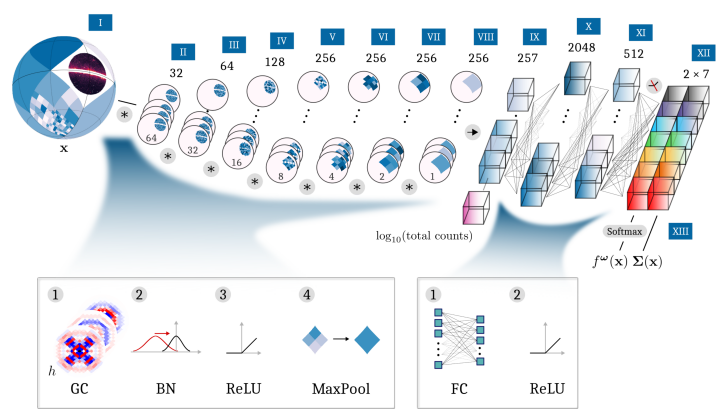 I
II
III
IV
V
VI
VII
VIII
IX
X
XI
XII
32
64
128
256
256
256
256
257
2048
512
2 × 7
x
*
64
*
32
*
16
*
8
*
4
*
2
*
1
log₁₀(total counts)
Softmax
XIII
f^ω(x) Σ(x)
1
2
3
4
h
GC
BN
ReLU
MaxPool
1
2
FC
ReLU